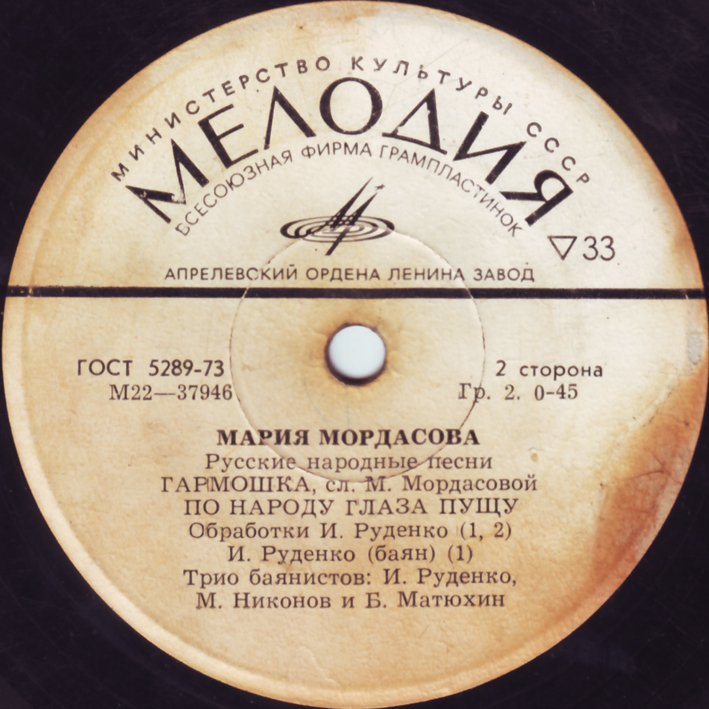 МИНИСТЕРСТВО КУЛЬТУРЫ СССР
МЕЛОДИЯ
ВСЕСОЮЗНАЯ ФИРМА ГРАМПЛАСТИНОК
▽33
АПРЕЛЕВСКИЙ ОРДЕНА ЛЕНИНА ЗАВОД
ГОСТ 5289-73
2 сторона
М22—37946
Гр. 2. 0-45
МАРИЯ МОРДАСОВА
Русские народные песни
ГАРМОШКА, сл. М. Мордасовой
ПО НАРОДУ ГЛАЗА ПУЩУ
Обработки И. Руденко (1, 2)
И. Руденко (баян) (1)
Трио баянистов: И. Руденко,
М. Никонов и Б. Матюхин